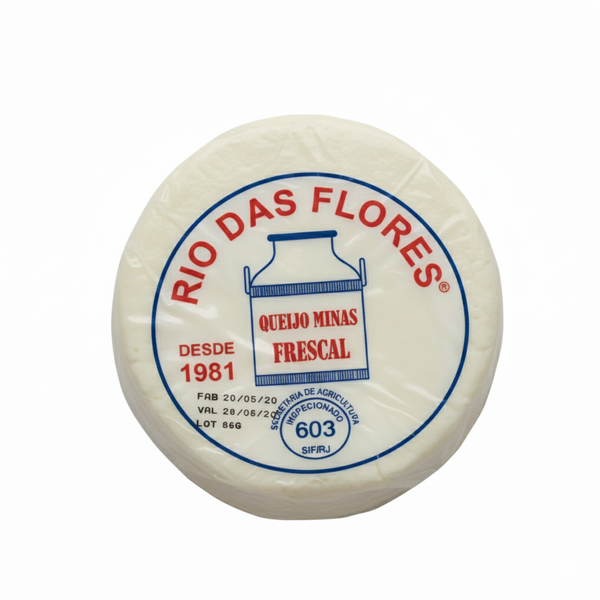 RIO DAS FLORES®
QUEIJO MINAS
FRESCAL
DESDE
1981
FAB 20/05/20
VAL 28/06/20
LOT 86G
SECRETARIA DE AGRICULTURA
INSPECIONADO
603
SIF/RJ